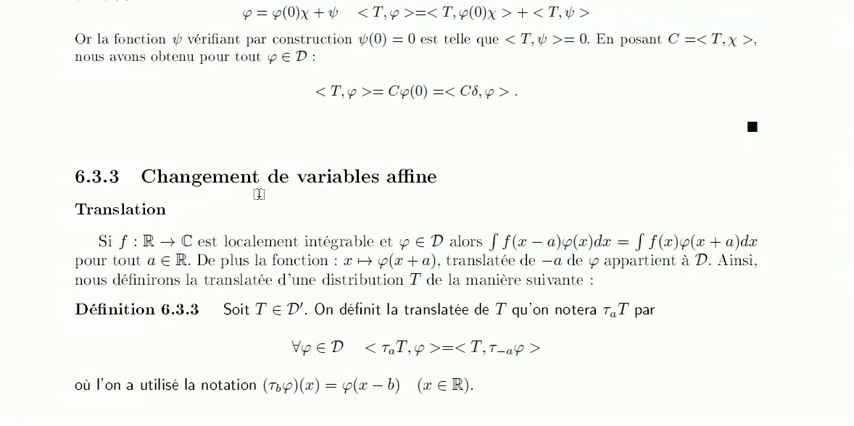 φ = φ(0)χ + ψ   < T, φ >=< T, φ(0)χ > + < T, ψ >
Or la fonction ψ vérifiant par construction ψ(0) = 0 est telle que < T, ψ >= 0. En posant C =< T, χ >,
nous avons obtenu pour tout φ ∈ 𝒟 :
< T, φ >= Cφ(0) =< Cδ, φ > .
6.3.3 Changement de variables affine
Translation
Si f : ℝ → ℂ est localement intégrable et φ ∈ 𝒟 alors ∫ f(x − a)φ(x)dx = ∫ f(x)φ(x + a)dx
pour tout a ∈ ℝ. De plus la fonction : x ↦ φ(x + a), translatée de −a de φ appartient à 𝒟. Ainsi,
nous définirons la translatée d'une distribution T de la manière suivante :
Définition 6.3.3 Soit T ∈ 𝒟′. On définit la translatée de T qu'on notera τₐT par
∀φ ∈ 𝒟   < τₐT, φ >=< T, τ₋ₐφ >
où l'on a utilisé la notation (τ_bφ)(x) = φ(x − b)   (x ∈ ℝ).